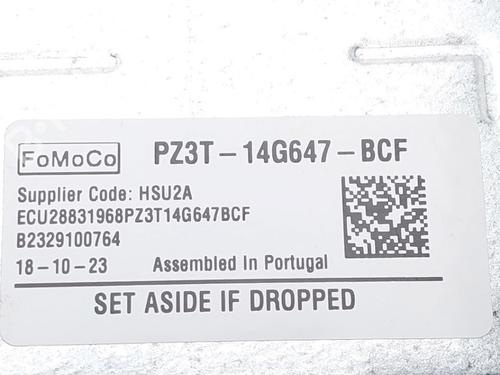 FoMoCo PZ3T-14G647-BCF
Supplier Code: HSU2A
ECU28831968PZ3T14G647BCF
B2329100764
18-10-23 Assembled In Portugal
SET ASIDE IF DROPPED